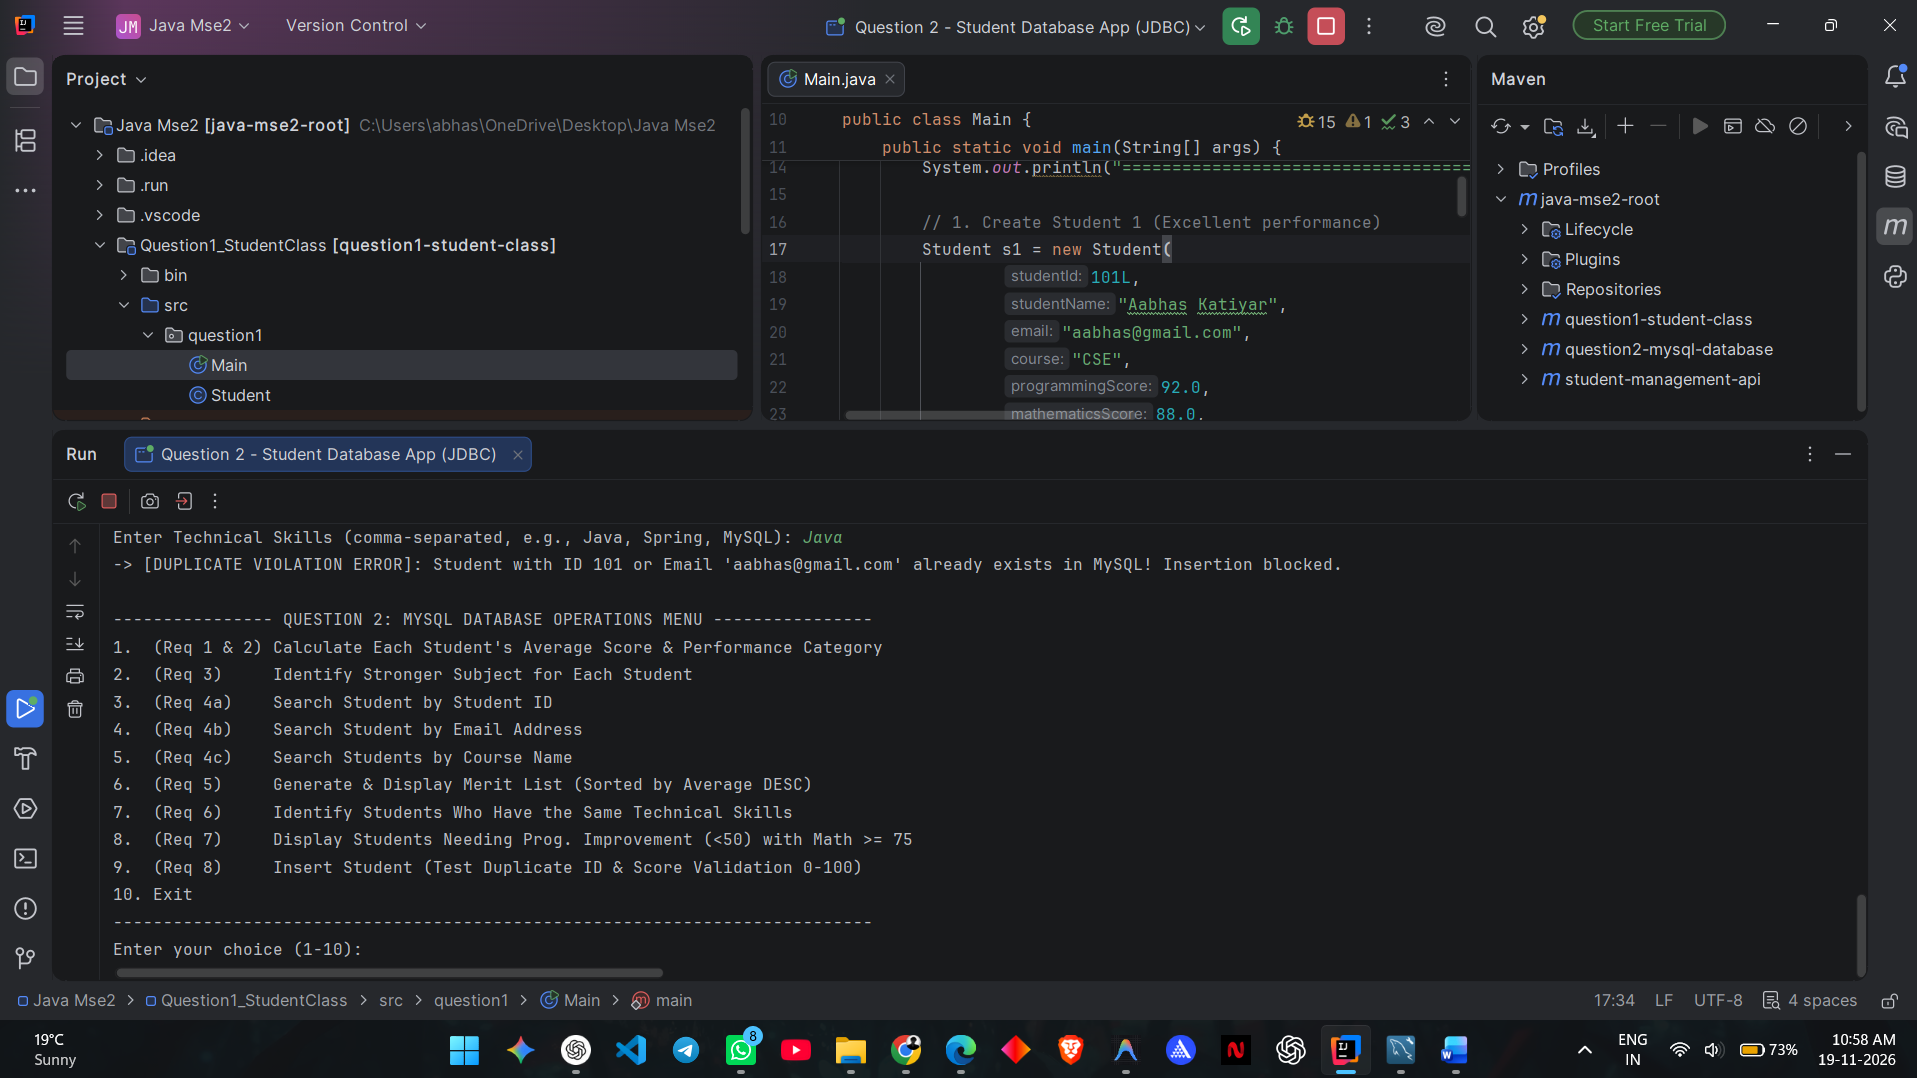 JM Java Mse2 Version Control Question 2 - Student Database App (JDBC) Start Free Trial
Project
Java Mse2 [java-mse2-root] C:\Users\abhas\OneDrive\Desktop\Java Mse2
.idea
.run
.vscode
Question1_StudentClass [question1-student-class]
bin
src
question1
Main
Student
Main.java
15 1 3
10 public class Main {
11 public static void main(String[] args) {
14 System.out.println("===================================
15
16 // 1. Create Student 1 (Excellent performance)
17 Student s1 = new Student(
18 studentId: 101L,
19 studentName: "Aabhas Katiyar",
20 email: "aabhas@gmail.com",
21 course: "CSE",
22 programmingScore: 92.0,
23 mathematicsScore: 88.0,
Maven
Profiles
java-mse2-root
Lifecycle
Plugins
Repositories
question1-student-class
question2-mysql-database
student-management-api
Run Question 2 - Student Database App (JDBC)
Enter Technical Skills (comma-separated, e.g., Java, Spring, MySQL): Java
-> [DUPLICATE VIOLATION ERROR]: Student with ID 101 or Email 'aabhas@gmail.com' already exists in MySQL! Insertion blocked.
---------------- QUESTION 2: MYSQL DATABASE OPERATIONS MENU ----------------
1. (Req 1 & 2) Calculate Each Student's Average Score & Performance Category
2. (Req 3) Identify Stronger Subject for Each Student
3. (Req 4a) Search Student by Student ID
4. (Req 4b) Search Student by Email Address
5. (Req 4c) Search Students by Course Name
6. (Req 5) Generate & Display Merit List (Sorted by Average DESC)
7. (Req 6) Identify Students Who Have the Same Technical Skills
8. (Req 7) Display Students Needing Prog. Improvement (<50) with Math >= 75
9. (Req 8) Insert Student (Test Duplicate ID & Score Validation 0-100)
10. Exit
----------------------------------------------------------------------------
Enter your choice (1-10):
Java Mse2 > Question1_StudentClass > src > question1 > Main > main 17:34 LF UTF-8 4 spaces
19°C
Sunny
8
ENG
IN
73%
10:58 AM
19-11-2026